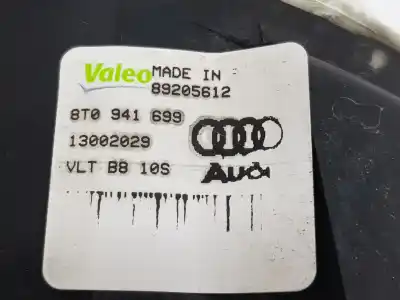 Valeo MADE IN
89205612
8T0 941 699
13002029
VLT B8 10S
Audi